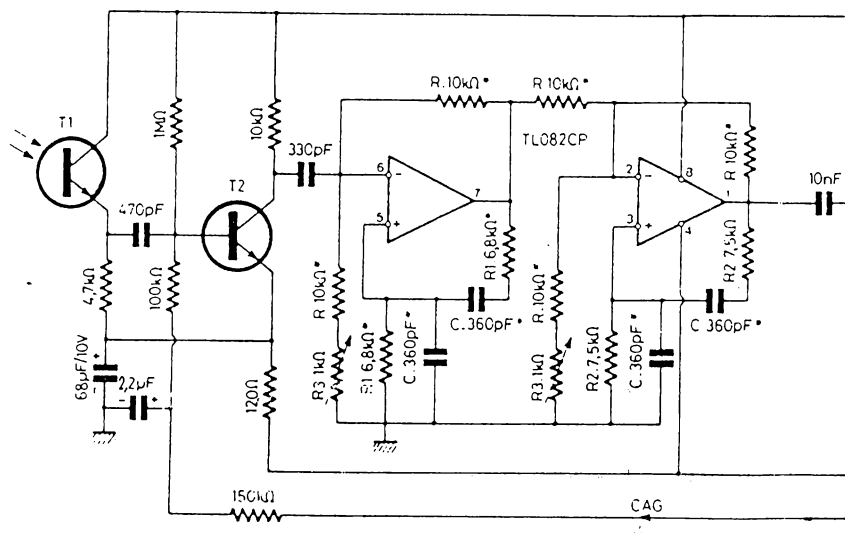 T1
1MΩ
10kΩ
R.10kΩ*
R 10kΩ*
TL082CP
330pF
T2
470pF
4,7kΩ
100kΩ
68µF/10V
+
-
2,2µF
-
+
120Ω
150kΩ
CAG
6
-
5
+
7
R 10kΩ*
R3 1kΩ
R1 6,8kΩ*
C.360pF*
C.360pF*
R1 6,8kΩ*
2
-
3
+
8
1
4
R 10kΩ*
10nF
R.10kΩ*
R3.1kΩ
R2.7,5kΩ
C.360pF*
C 360pF*
R2 7,5kΩ